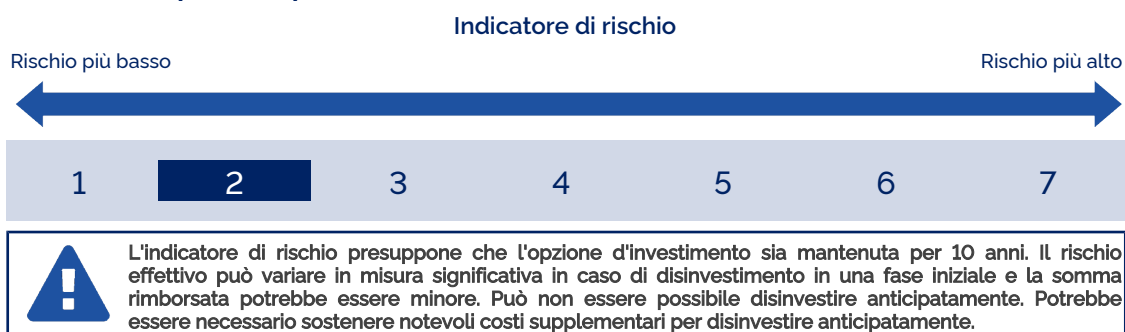 Indicatore di rischio
Rischio più basso
Rischio più alto
1 2 3 4 5 6 7
L'indicatore di rischio presuppone che l'opzione d'investimento sia mantenuta per 10 anni. Il rischio
effettivo può variare in misura significativa in caso di disinvestimento in una fase iniziale e la somma
rimborsata potrebbe essere minore. Può non essere possibile disinvestire anticipatamente. Potrebbe
essere necessario sostenere notevoli costi supplementari per disinvestire anticipatamente.